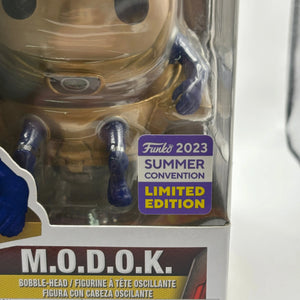 Funko 2023
SUMMER
CONVENTION
LIMITED
EDITION
M.O.D.O.K.
BOBBLE-HEAD / FIGURINE À TÊTE OSCILLANTE
FIGURA CON CABEZA OSCILANTE